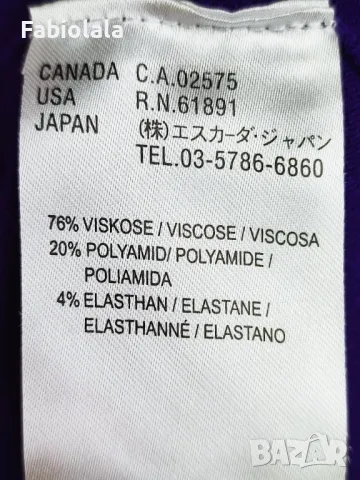 Fabiolala
CANADA C.A.02575
USA R.N.61891
JAPAN (株)エスカーダ・ジャパン
TEL.03-5786-6860
76% VISKOSE / VISCOSE / VISCOSA
20% POLYAMID/ POLYAMIDE /
POLIAMIDA
4% ELASTHAN / ELASTANE /
ELASTHANNÉ / ELASTANO
BAZAR